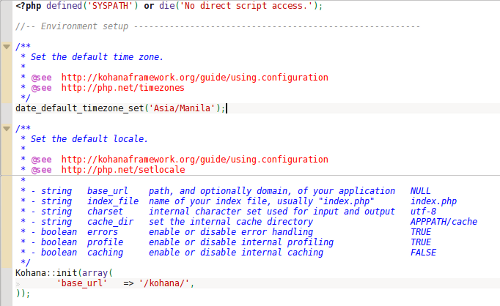 <?php defined('SYSPATH') or die('No direct script access.');
//-- Environment setup --------------------------------------------------------
/**
 * Set the default time zone.
 *
 * @see  http://kohanaframework.org/guide/using.configuration
 * @see  http://php.net/timezones
 */
date_default_timezone_set('Asia/Manila');
/**
 * Set the default locale.
 *
 * @see  http://kohanaframework.org/guide/using.configuration
 * @see  http://php.net/setlocale
 *
 * - string   base_url    path, and optionally domain, of your application   NULL
 * - string   index_file  name of your index file, usually "index.php"       index.php
 * - string   charset     internal character set used for input and output   utf-8
 * - string   cache_dir   set the internal cache directory                   APPPATH/cache
 * - boolean  errors      enable or disable error handling                   TRUE
 * - boolean  profile     enable or disable internal profiling               TRUE
 * - boolean  caching     enable or disable internal caching                 FALSE
 */
Kohana::init(array(
	'base_url'   => '/kohana/',
));